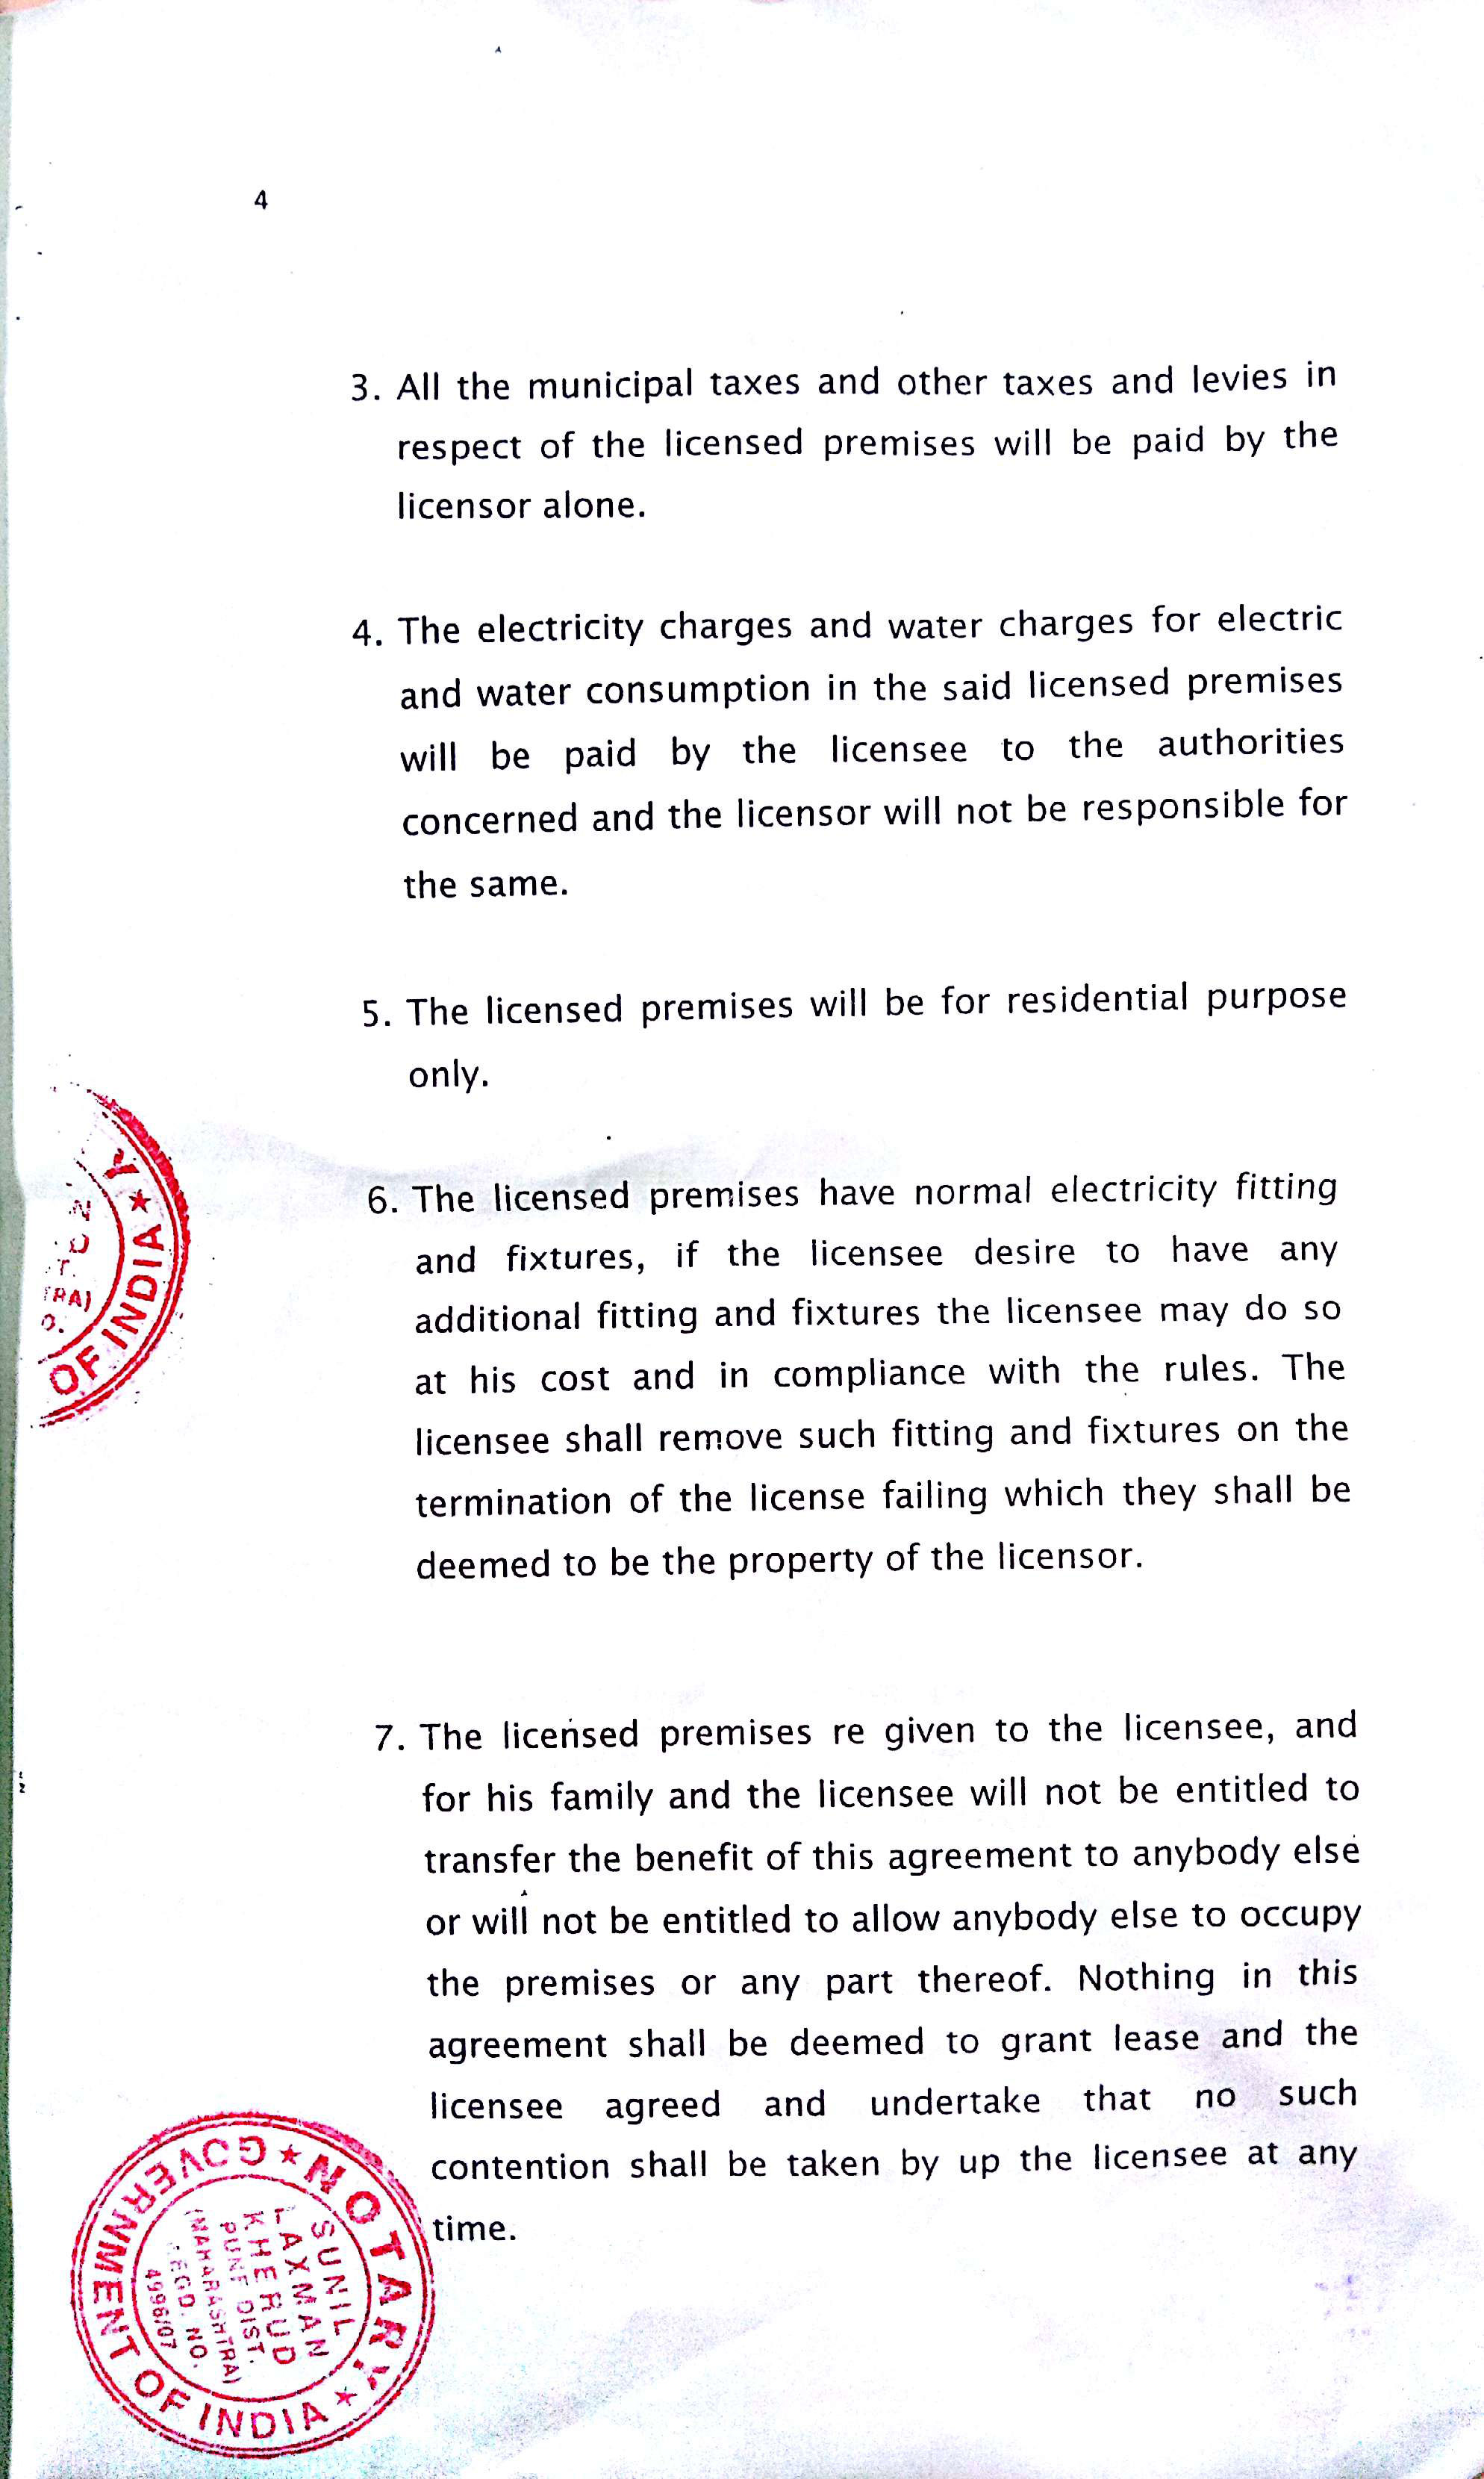 4
3. All the municipal taxes and other taxes and levies in
respect of the licensed premises will be paid by the
licensor alone.
4. The electricity charges and water charges for electric
and water consumption in the said licensed premises
will be paid by the licensee to the authorities
concerned and the licensor will not be responsible for
the same.
5. The licensed premises will be for residential purpose
only.
6. The licensed premises have normal electricity fitting
and fixtures, if the licensee desire to have any
additional fitting and fixtures the licensee may do so
at his cost and in compliance with the rules. The
licensee shall remove such fitting and fixtures on the
termination of the license failing which they shall be
deemed to be the property of the licensor.
7. The licensed premises re given to the licensee, and
for his family and the licensee will not be entitled to
transfer the benefit of this agreement to anybody else
or will not be entitled to allow anybody else to occupy
the premises or any part thereof. Nothing in this
agreement shall be deemed to grant lease and the
licensee agreed and undertake that no such
contention shall be taken by up the licensee at any
time.
OF INDIA ★
NOTARY
★ GOVERNMENT OF INDIA ★
SUNIL
LAXMAN
KHERUD
PUNE DIST.
(MAHARASHTRA)
REGD. NO.
4996/07